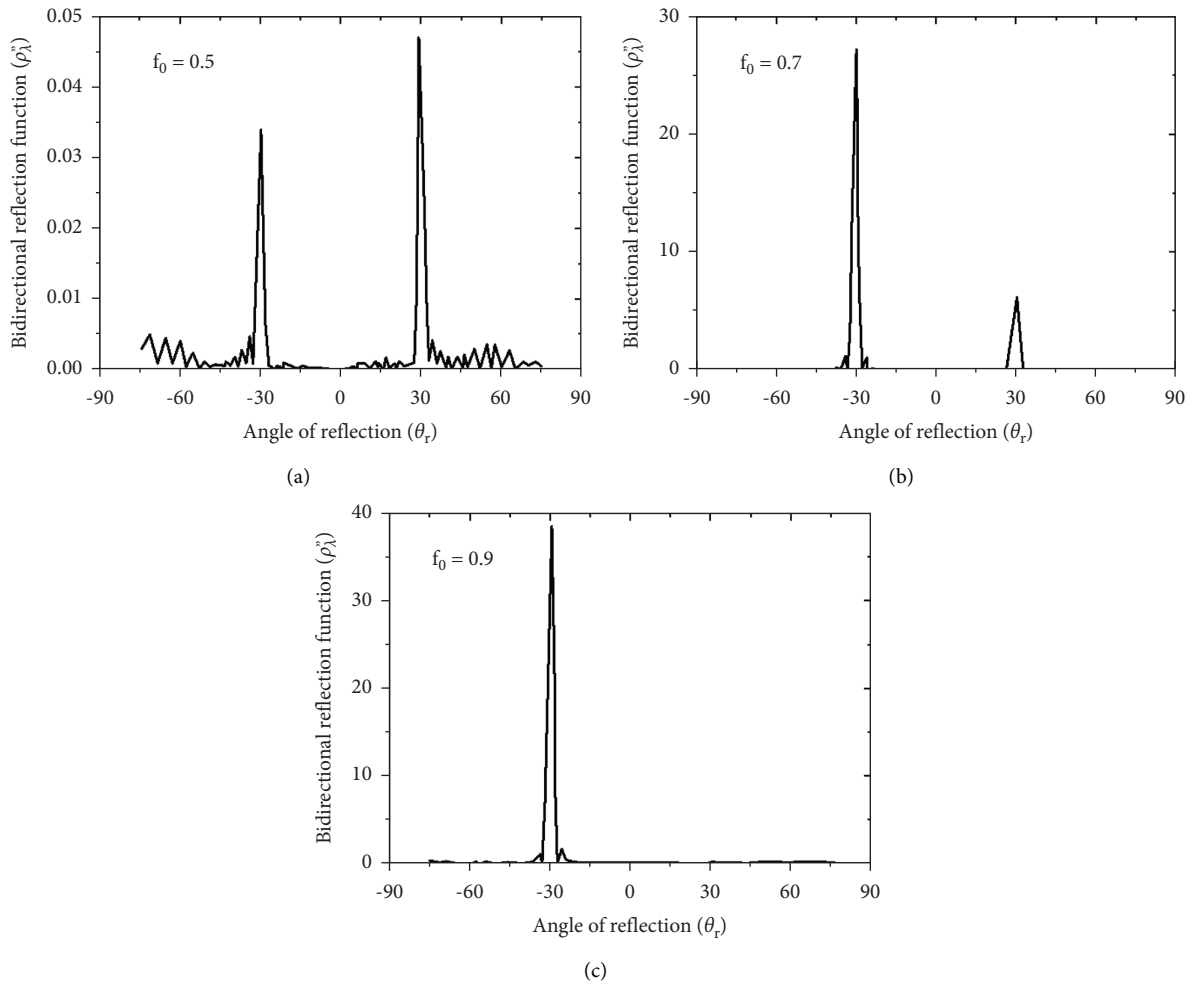 Bidirectional reflection function (ρ"λ)
0.05
0.04
0.03
0.02
0.01
0.00
f0 = 0.5
-90 -60 -30 0 30 60 90
Angle of reflection (θr)
(a)
Bidirectional reflection function (ρ"λ)
30
20
10
0
f0 = 0.7
-90 -60 -30 0 30 60 90
Angle of reflection (θr)
(b)
Bidirectional reflection function (ρ"λ)
40
30
20
10
0
f0 = 0.9
-90 -60 -30 0 30 60 90
Angle of reflection (θr)
(c)